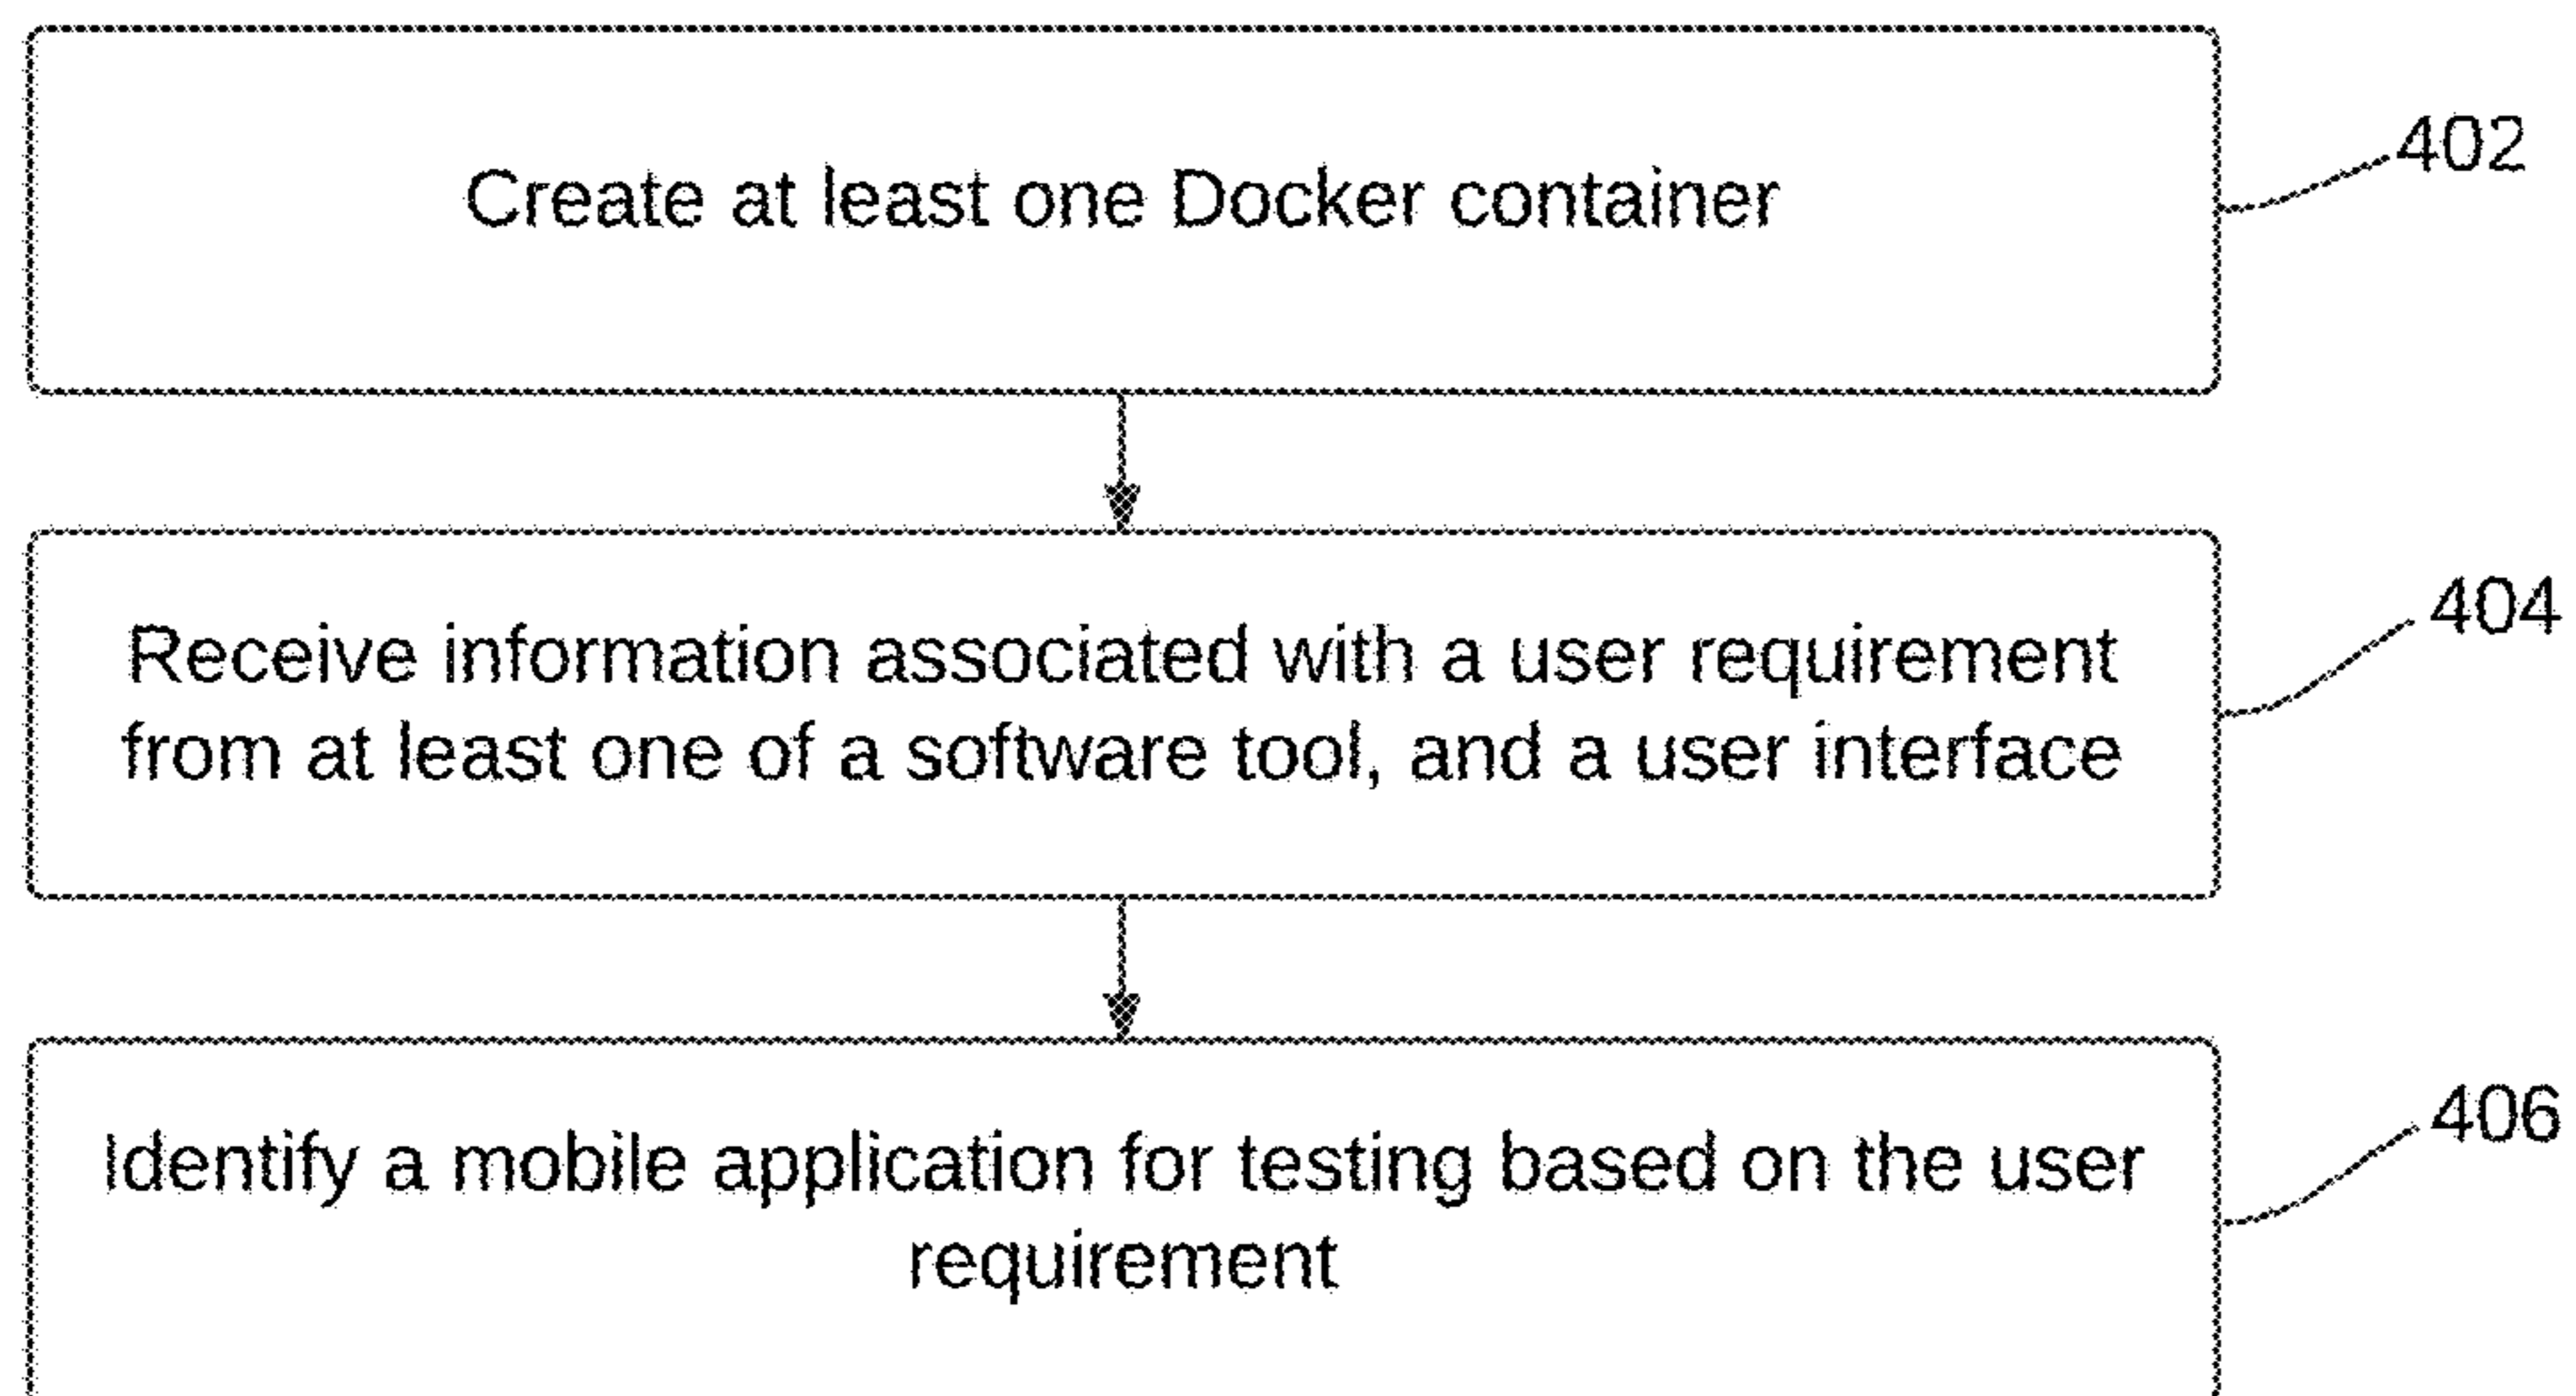 Create at least one Docker container
402
Receive information associated with a user requirement
from at least one of a software tool, and a user interface
404
Identify a mobile application for testing based on the user
requirement
406